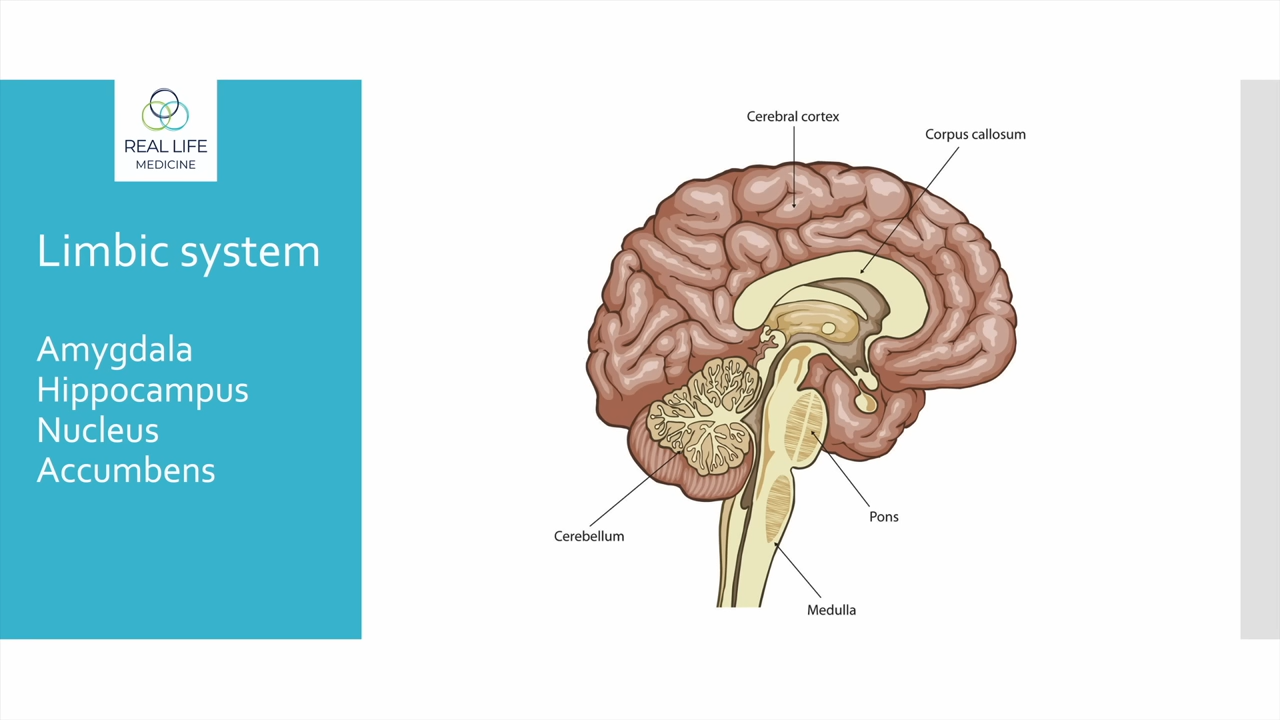 REAL LIFE
MEDICINE
Limbic system
Amygdala
Hippocampus
Nucleus
Accumbens
Cerebral cortex
Corpus callosum
Pons
Cerebellum
Medulla